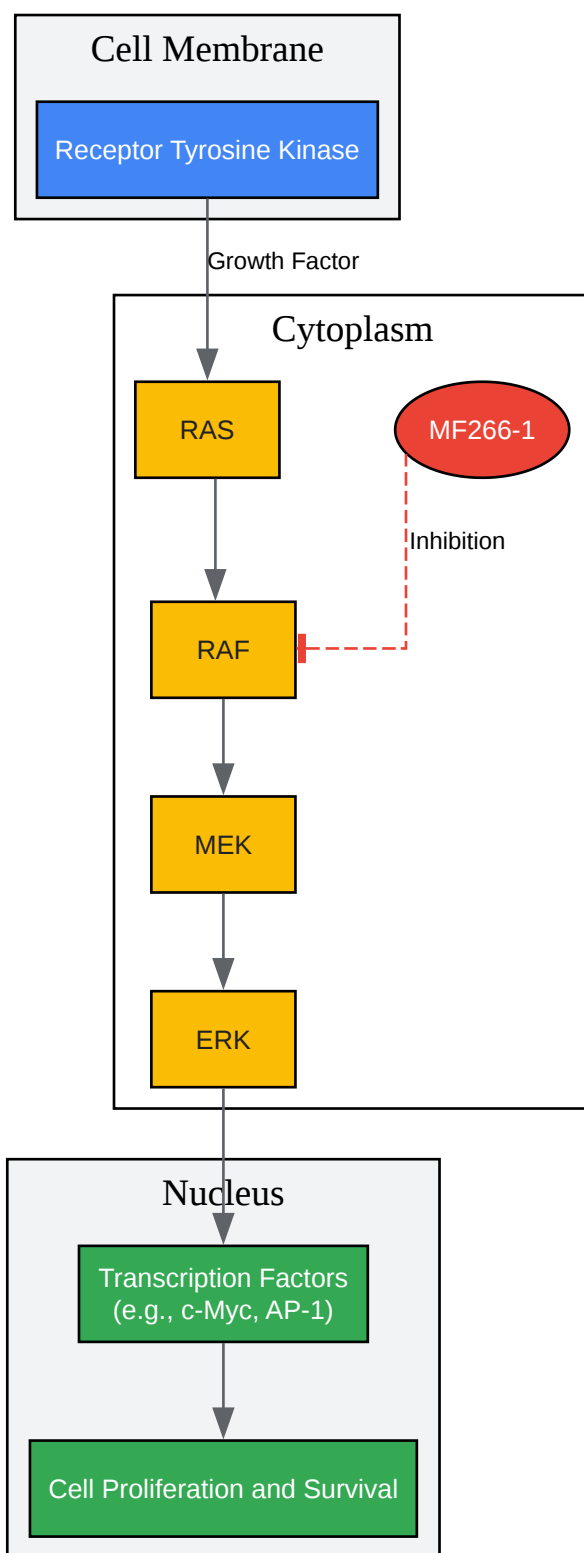 Cell Membrane
Receptor Tyrosine Kinase
Growth Factor
Cytoplasm
RAS
MF266-1
Inhibition
RAF
MEK
ERK
Nucleus
Transcription Factors
(e.g., c-Myc, AP-1)
Cell Proliferation and Survival